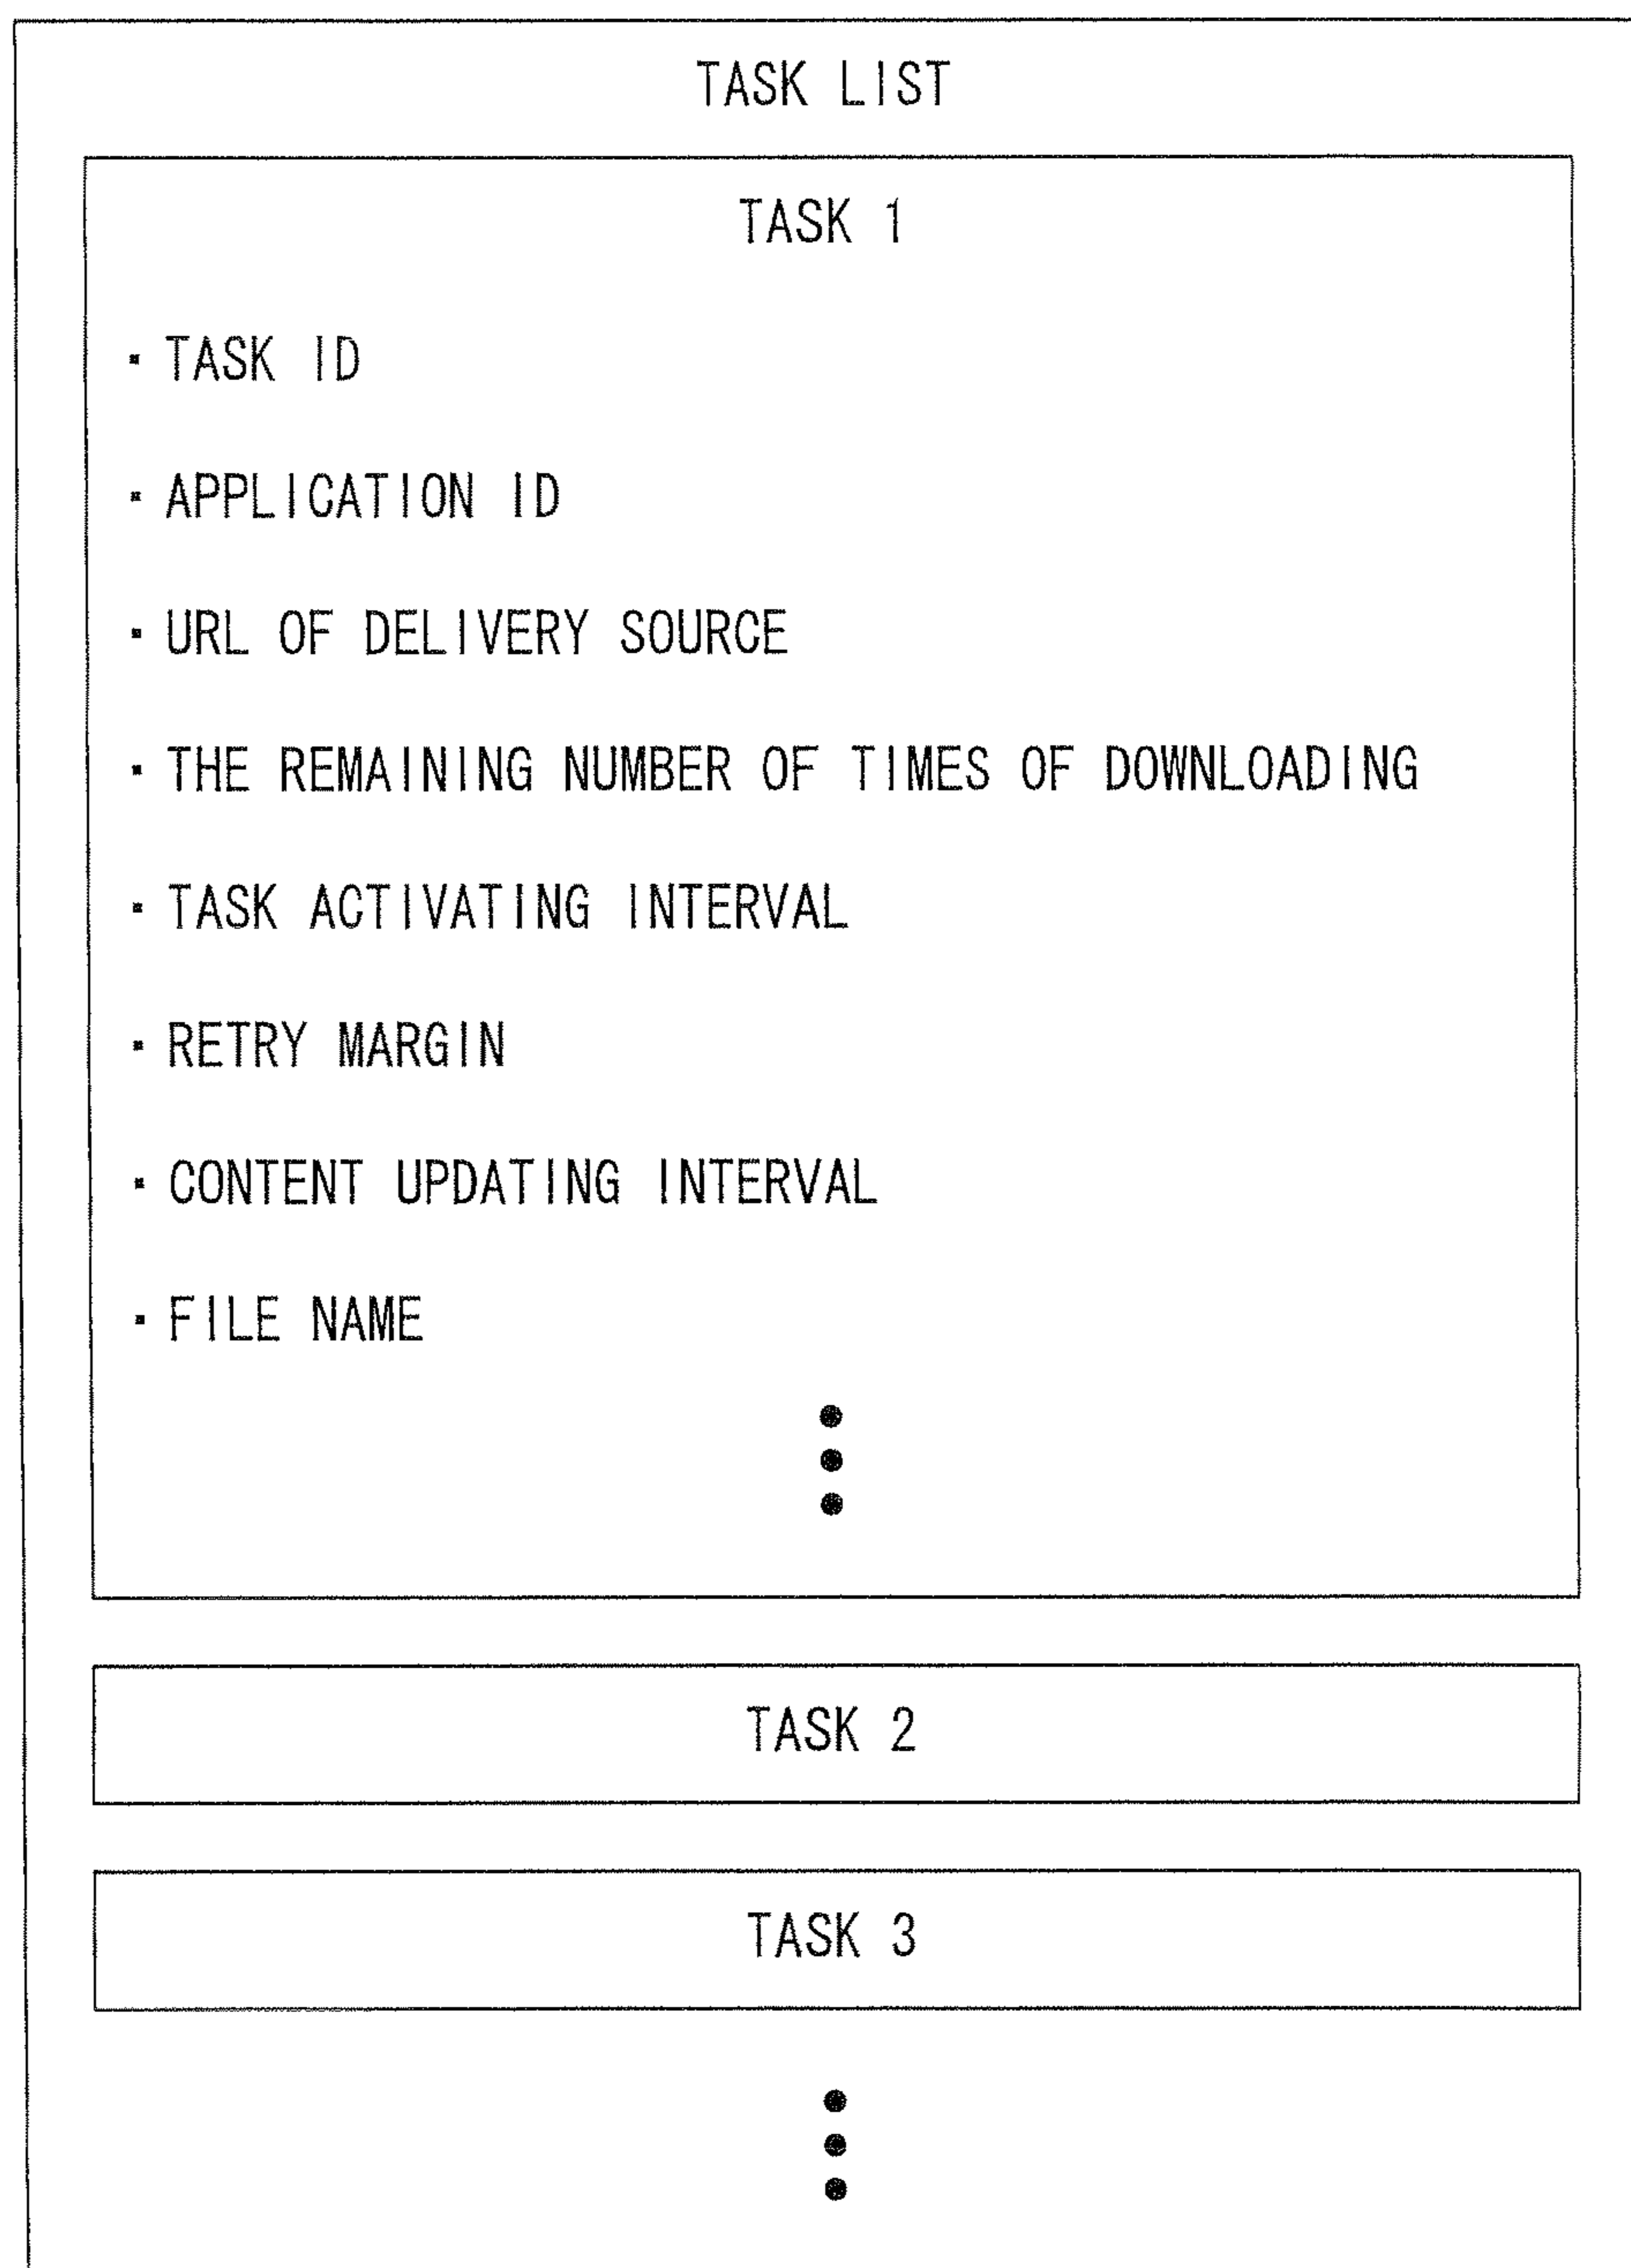 TASK LIST
TASK 1
・TASK ID
・APPLICATION ID
・URL OF DELIVERY SOURCE
・THE REMAINING NUMBER OF TIMES OF DOWNLOADING
・TASK ACTIVATING INTERVAL
・RETRY MARGIN
・CONTENT UPDATING INTERVAL
・FILE NAME
TASK 2
TASK 3